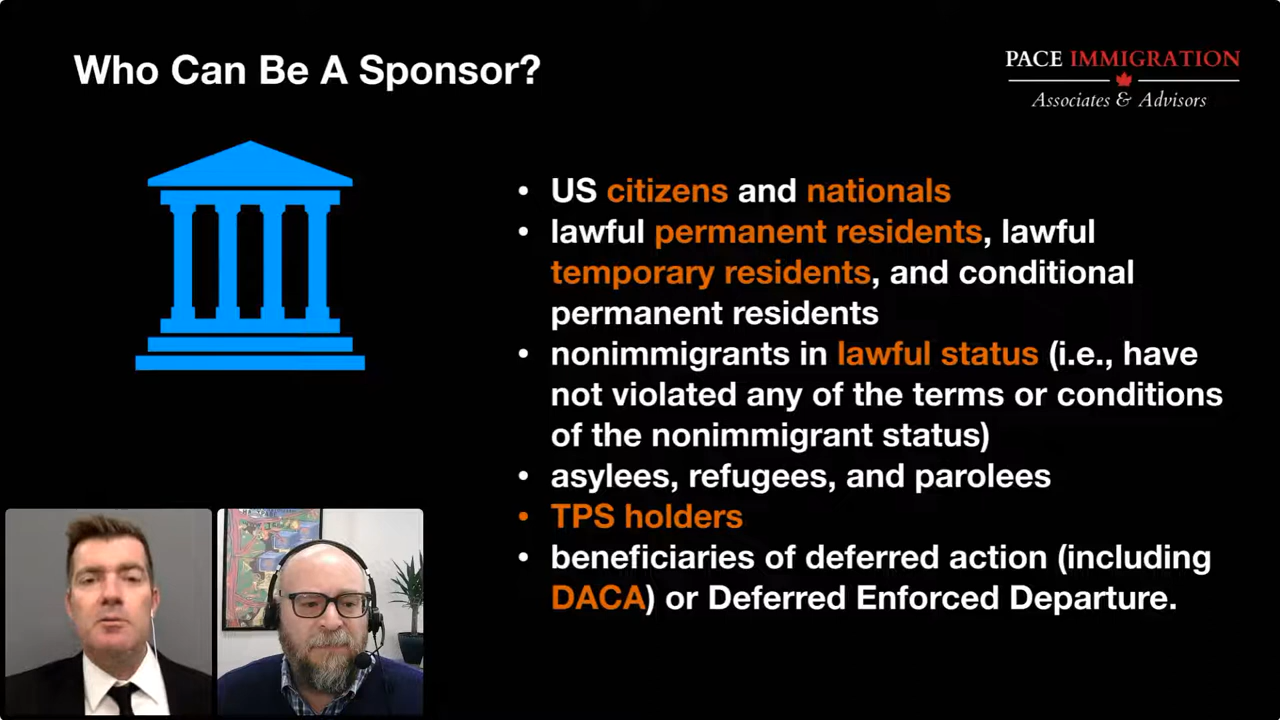 Who Can Be A Sponsor?
PACE IMMIGRATION
Associates & Advisors
• US citizens and nationals
• lawful permanent residents, lawful
temporary residents, and conditional
permanent residents
• nonimmigrants in lawful status (i.e., have
not violated any of the terms or conditions
of the nonimmigrant status)
• asylees, refugees, and parolees
• TPS holders
• beneficiaries of deferred action (including
DACA) or Deferred Enforced Departure.